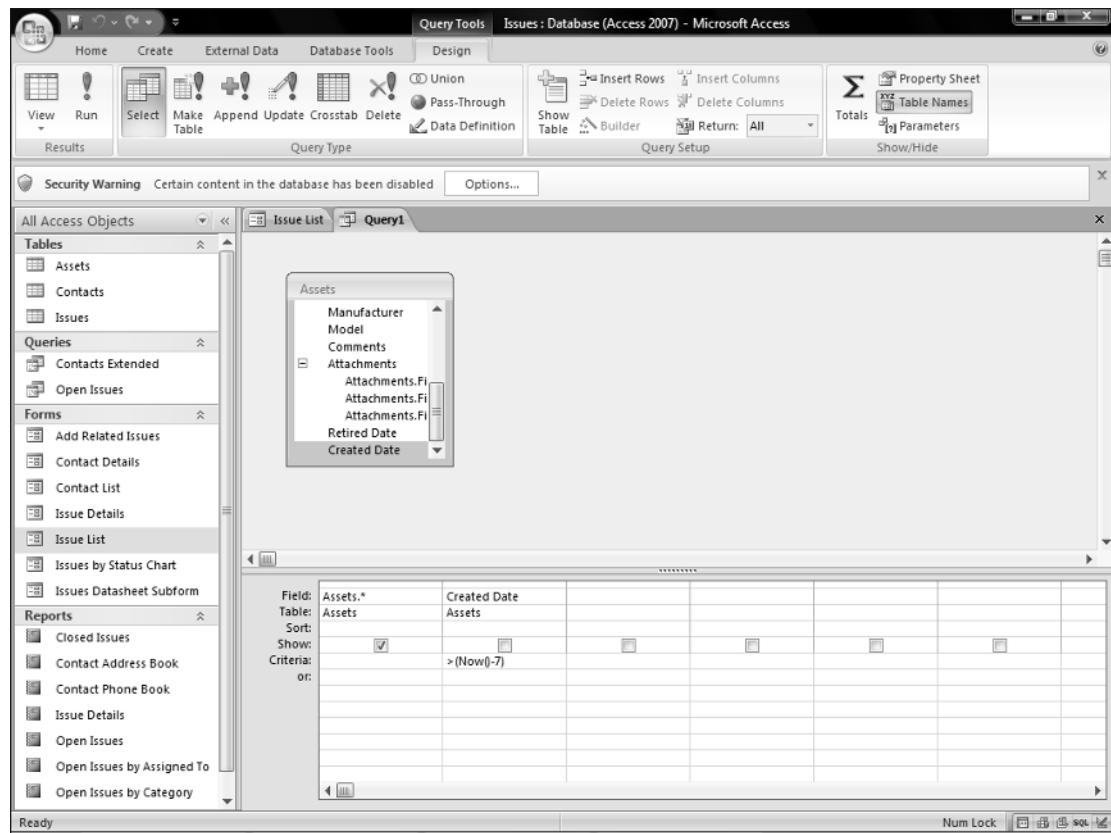 Query Tools Issues : Database (Access 2007) - Microsoft Access
Home Create External Data Database Tools Design
View
Run
Results
Select
Make Table
Append
Update
Crosstab
Delete
Union
Pass-Through
Data Definition
Query Type
Show Table
Insert Rows
Delete Rows
Builder
Insert Columns
Delete Columns
Return: All
Query Setup
Totals
Property Sheet
Table Names
Parameters
Show/Hide
Security Warning Certain content in the database has been disabled Options...
All Access Objects
Tables
Assets
Contacts
Issues
Queries
Contacts Extended
Open Issues
Forms
Add Related Issues
Contact Details
Contact List
Issue Details
Issue List
Issues by Status Chart
Issues Datasheet Subform
Reports
Closed Issues
Contact Address Book
Contact Phone Book
Issue Details
Open Issues
Open Issues by Assigned To
Open Issues by Category
Issue List Query1
Assets
Manufacturer
Model
Comments
Attachments
Attachments.Fi
Attachments.Fi
Attachments.Fi
Retired Date
Created Date
Field: Assets.* Created Date
Table: Assets Assets
Sort:
Show:
Criteria: >(Now()-7)
or:
Ready Num Lock SQL